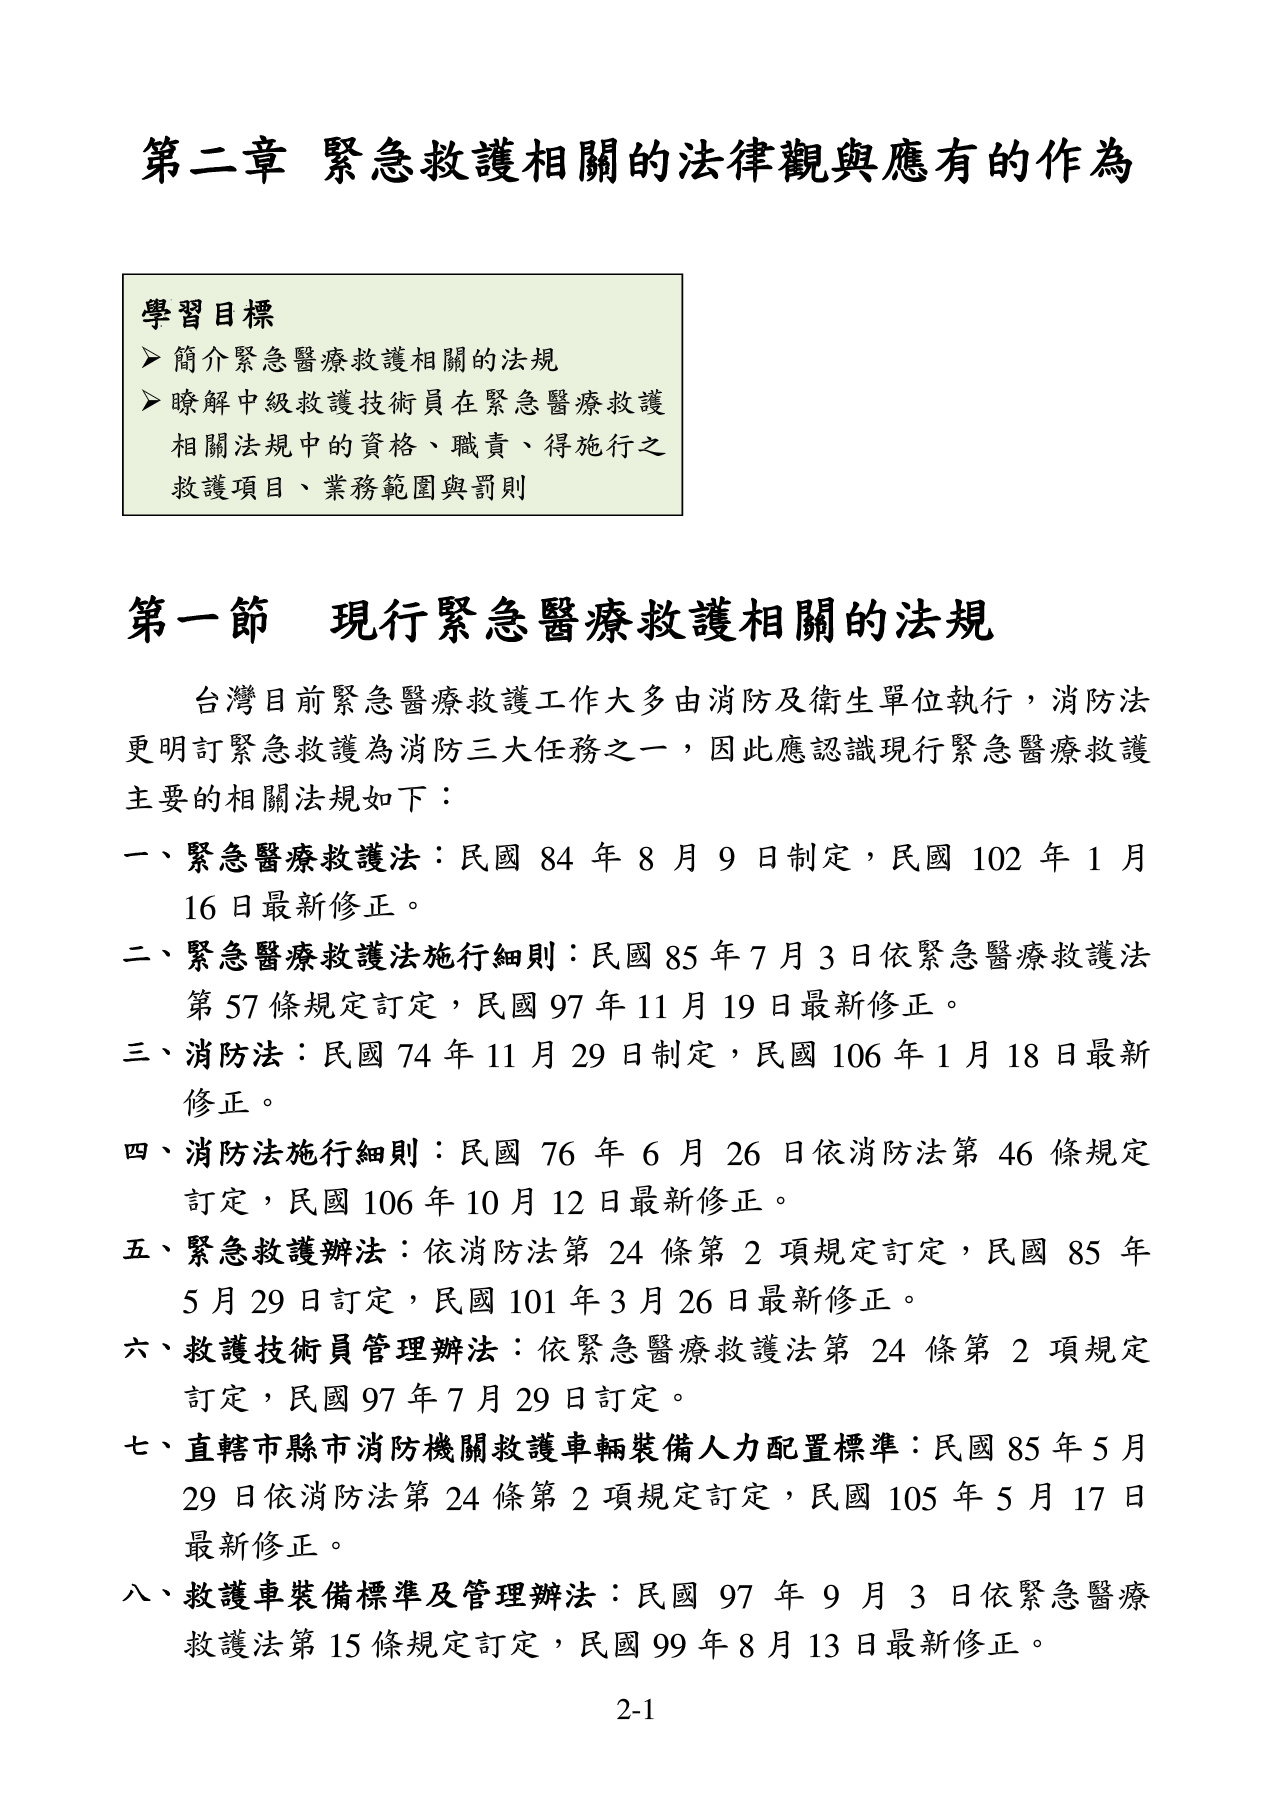 第二章 緊急救護相關的法律觀與應有的作為
學習目標
➢ 簡介緊急醫療救護相關的法規
➢ 瞭解中級救護技術員在緊急醫療救護
相關法規中的資格、職責、得施行之
救護項目、業務範圍與罰則
第一節 現行緊急醫療救護相關的法規
台灣目前緊急醫療救護工作大多由消防及衛生單位執行，消防法
更明訂緊急救護為消防三大任務之一，因此應認識現行緊急醫療救護
主要的相關法規如下：
一、緊急醫療救護法：民國 84 年 8 月 9 日制定，民國 102 年 1 月
16 日最新修正。
二、緊急醫療救護法施行細則：民國 85 年 7 月 3 日依緊急醫療救護法
第 57 條規定訂定，民國 97 年 11 月 19 日最新修正。
三、消防法：民國 74 年 11 月 29 日制定，民國 106 年 1 月 18 日最新
修正。
四、消防法施行細則：民國 76 年 6 月 26 日依消防法第 46 條規定
訂定，民國 106 年 10 月 12 日最新修正。
五、緊急救護辦法：依消防法第 24 條第 2 項規定訂定，民國 85 年
5 月 29 日訂定，民國 101 年 3 月 26 日最新修正。
六、救護技術員管理辦法：依緊急醫療救護法第 24 條第 2 項規定
訂定，民國 97 年 7 月 29 日訂定。
七、直轄市縣市消防機關救護車輛裝備人力配置標準：民國 85 年 5 月
29 日依消防法第 24 條第 2 項規定訂定，民國 105 年 5 月 17 日
最新修正。
八、救護車裝備標準及管理辦法：民國 97 年 9 月 3 日依緊急醫療
救護法第 15 條規定訂定，民國 99 年 8 月 13 日最新修正。
2-1